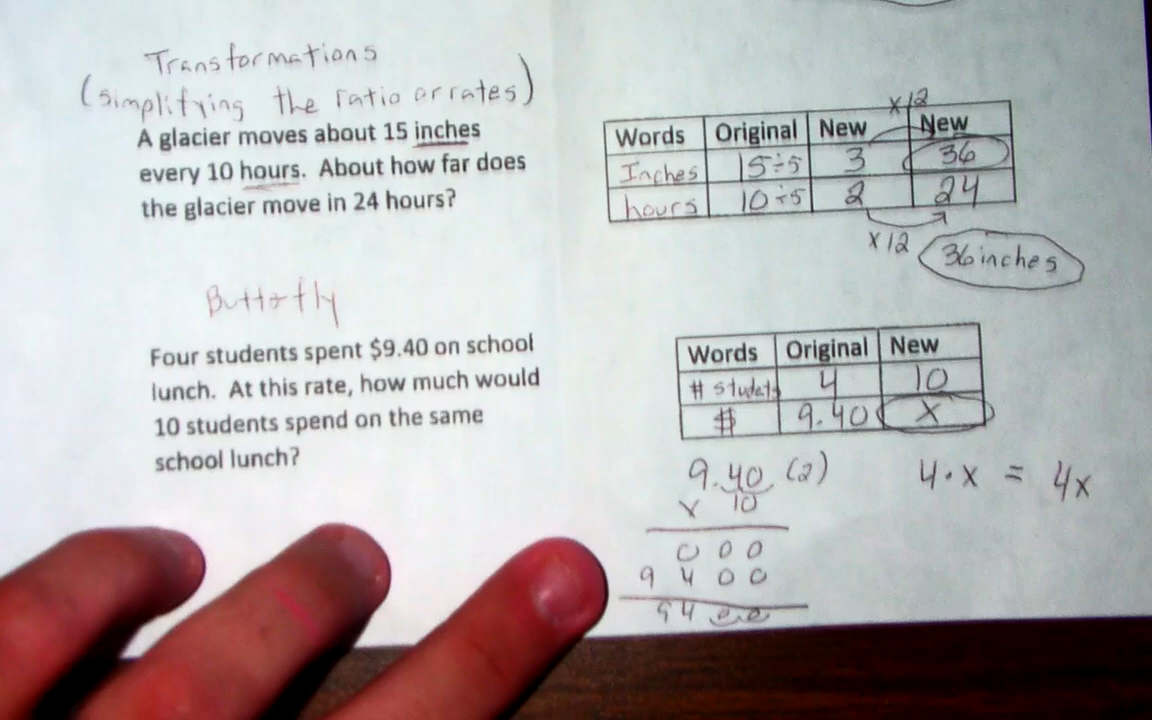 Transformations
(simplifying the ratio or rates)
A glacier moves about 15 inches
every 10 hours. About how far does
the glacier move in 24 hours?
x12
Words Original New New
Inches 15÷5 3 36
hours 10÷5 2 24
x12
36 inches
Butterfly
Four students spent $9.40 on school
lunch. At this rate, how much would
10 students spend on the same
school lunch?
Words Original New
# students 4 10
$ 9.40 x
9.40 (2)
x 10
000
9400
9400
4·x = 4x